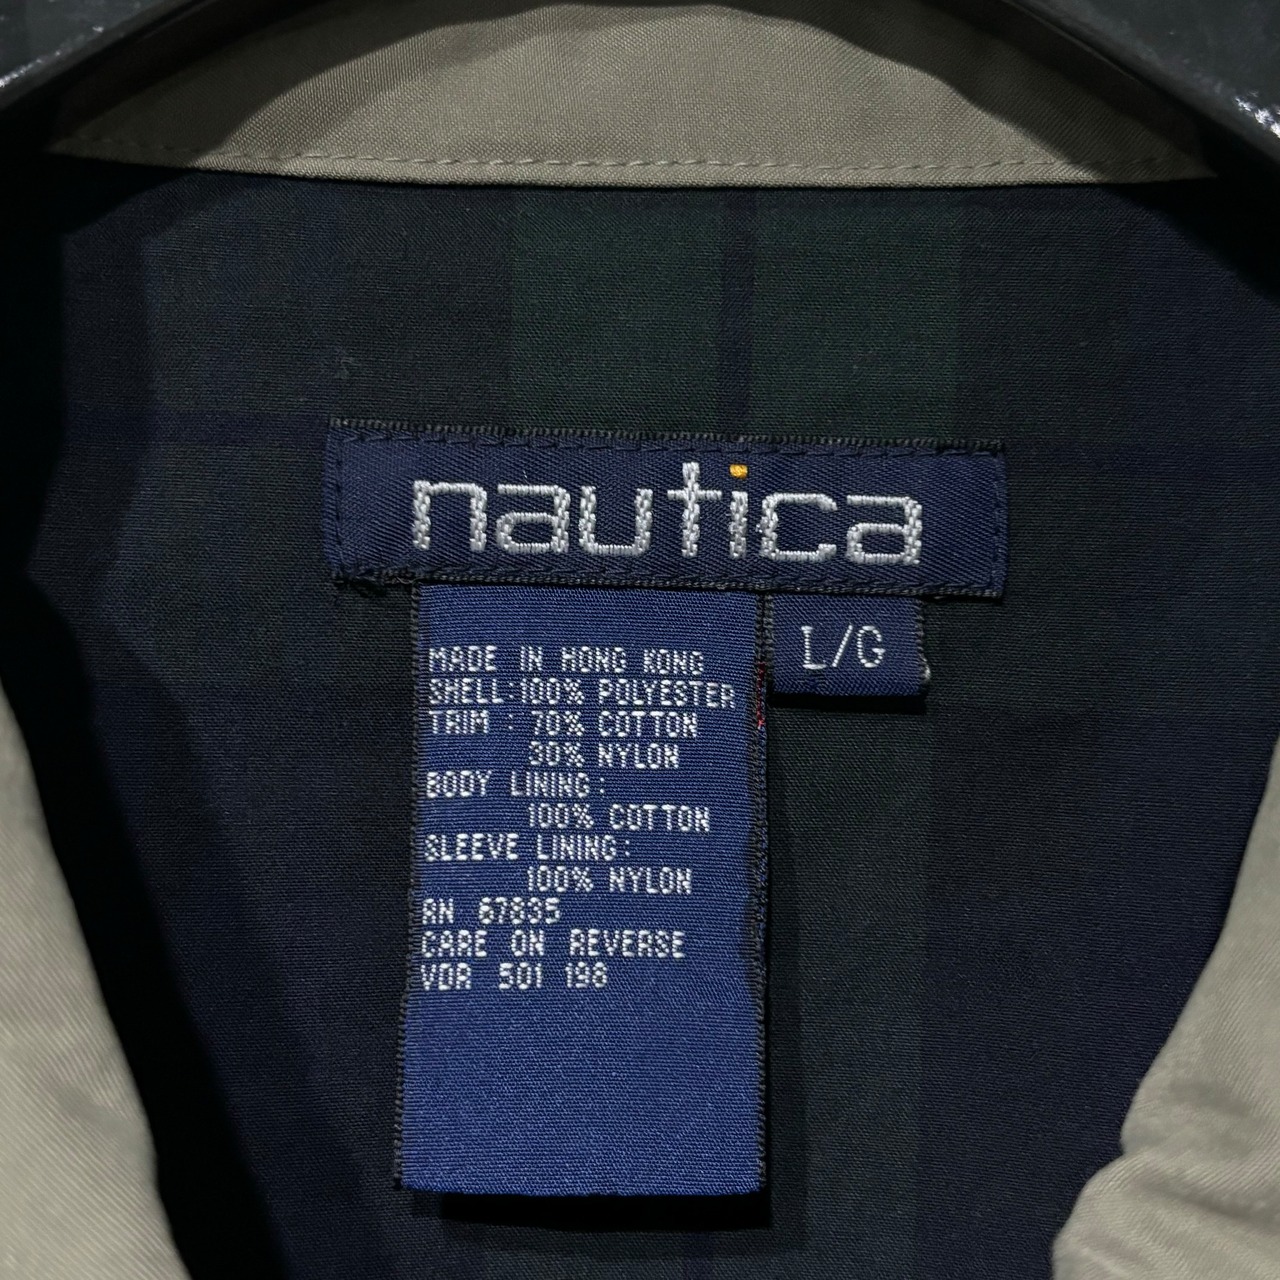 nautica
L/G
MADE IN HONG KONG
SHELL:100% POLYESTER
TRIM : 70% COTTON
30% NYLON
BODY LINING:
100% COTTON
SLEEVE LINING:
100% NYLON
RN 67835
CARE ON REVERSE
VDR 501 198